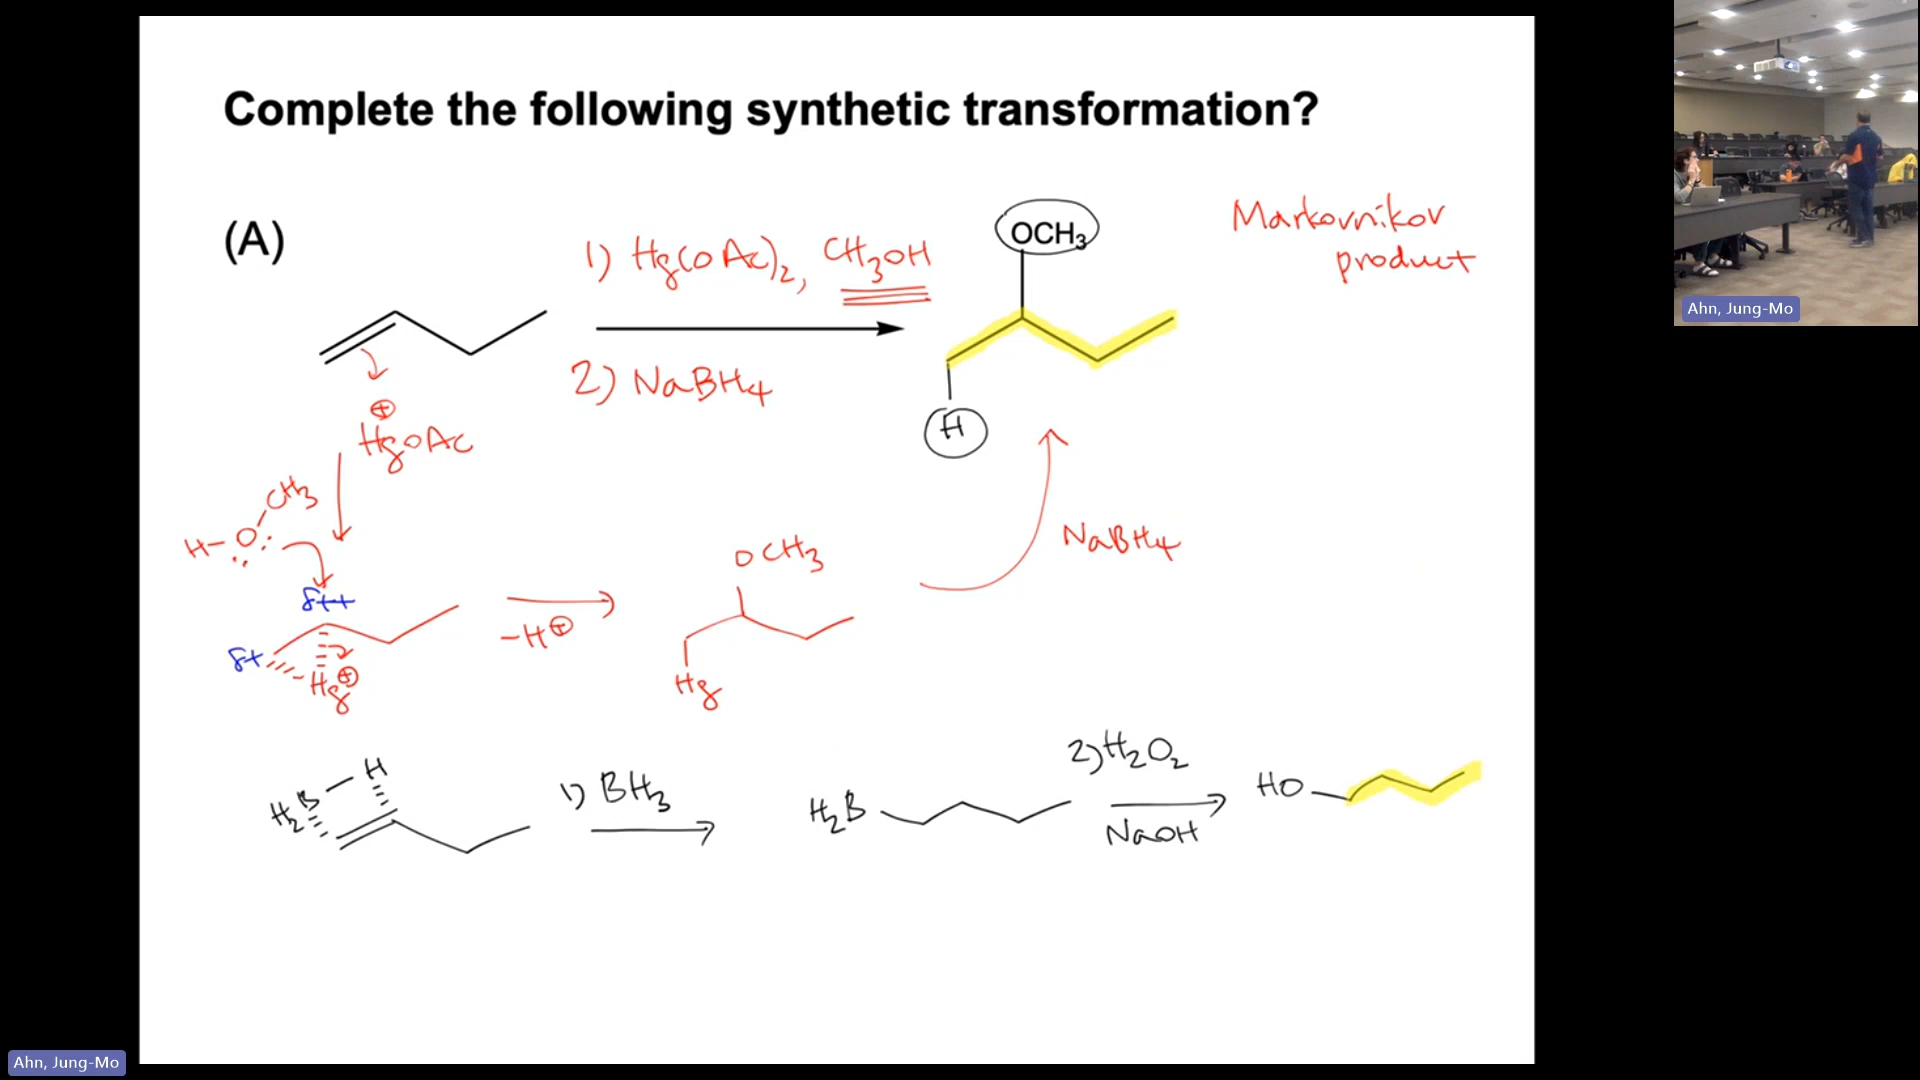 Complete the following synthetic transformation?
(A)
1) Hg(OAc)2, CH3OH
2) NaBH4
OCH3
H
Markovnikov
product
⊕
HgOAc
CH3
H-O
δ++
δ+
Hg⊕
-H⊕
OCH3
Hg
NaBH4
H2B-H
1) BH3
H2B
2) H2O2
NaOH
HO
Ahn, Jung-Mo
Ahn, Jung-Mo